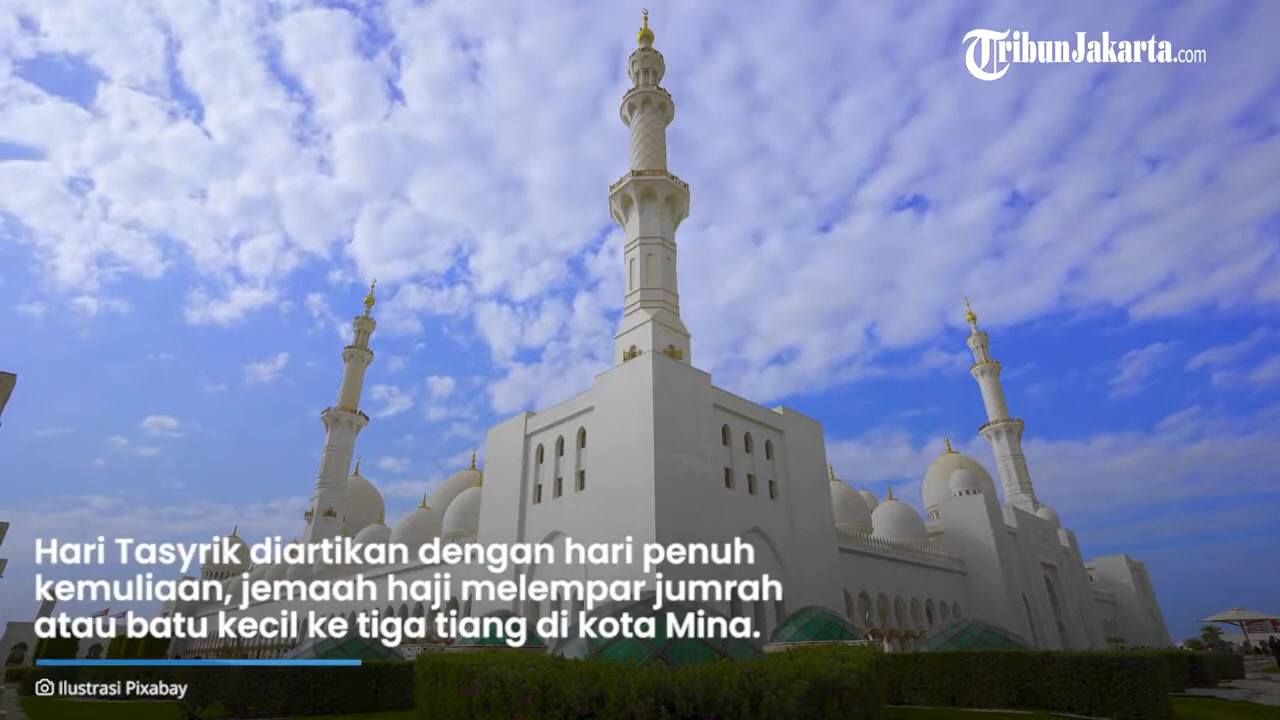 TribunJakarta.com
Hari Tasyrik diartikan dengan hari penuh
kemuliaan, jemaah haji melempar jumrah
atau batu kecil ke tiga tiang di kota Mina.
Ilustrasi Pixabay